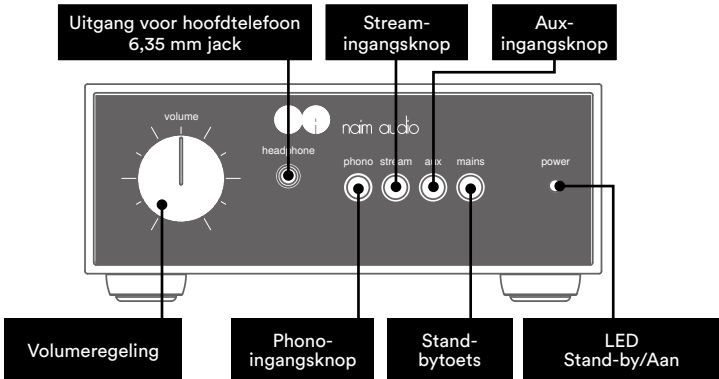 Uitgang voor hoofdtelefoon
6,35 mm jack
Stream-
ingangsknop
Aux-
ingangsknop
volume
naim audio
headphone
phono stream aux mains
power
Volumeregeling
Phono-
ingangsknop
Stand-
bytoets
LED
Stand-by/Aan